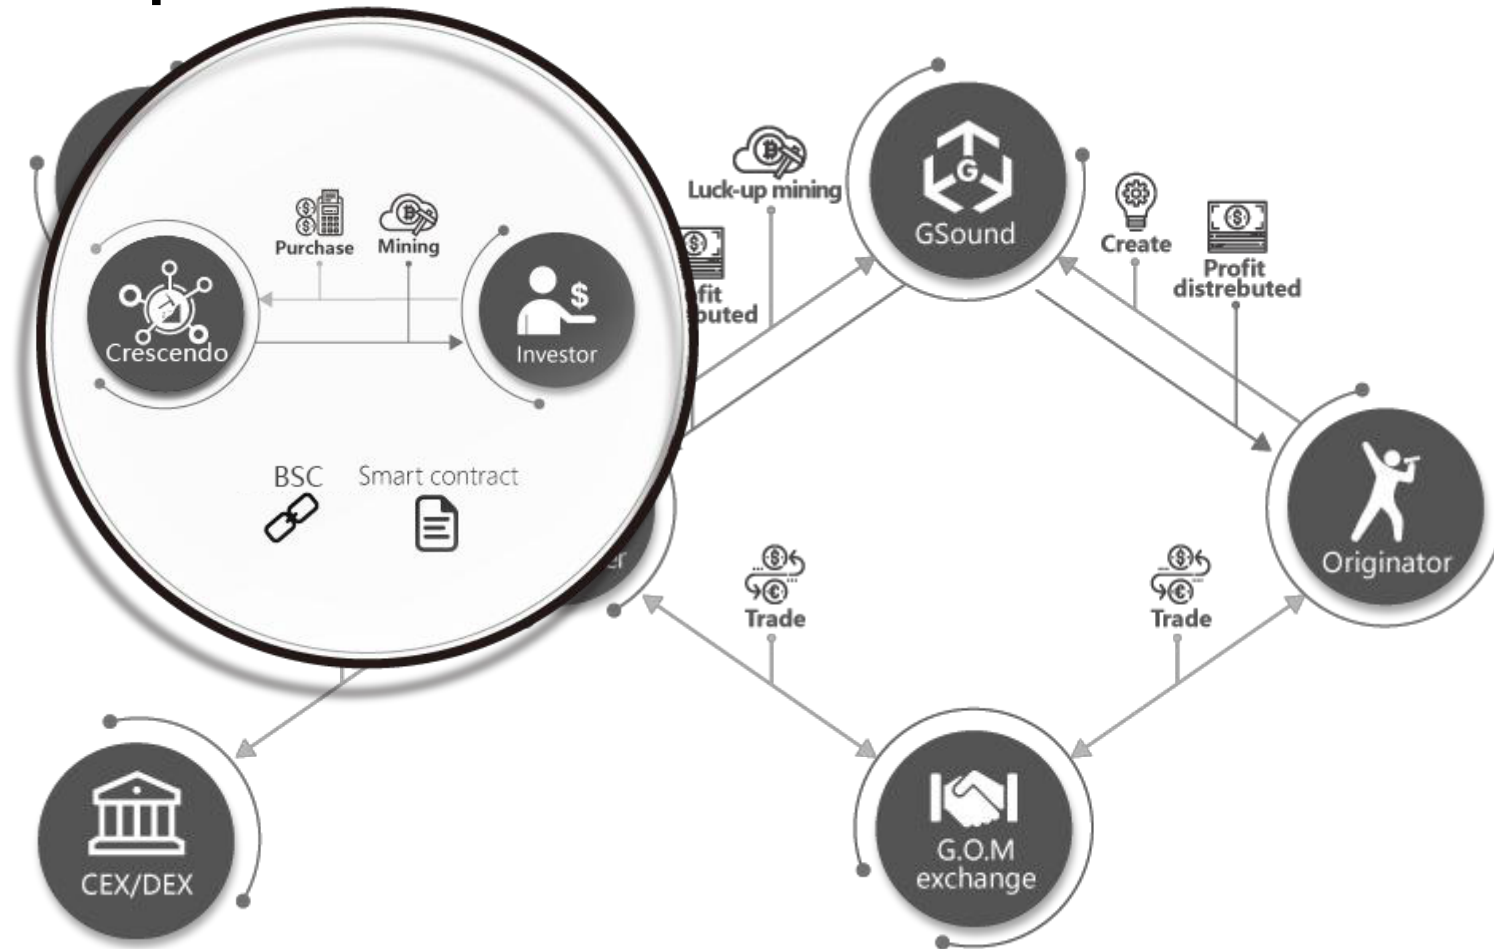 Luck-up mining
GSound
Create
Profit
distrebuted
Purchase
Mining
Crescendo
Investor
BSC
Smart contract
Originator
Trade
Trade
CEX/DEX
G.O.M
exchange